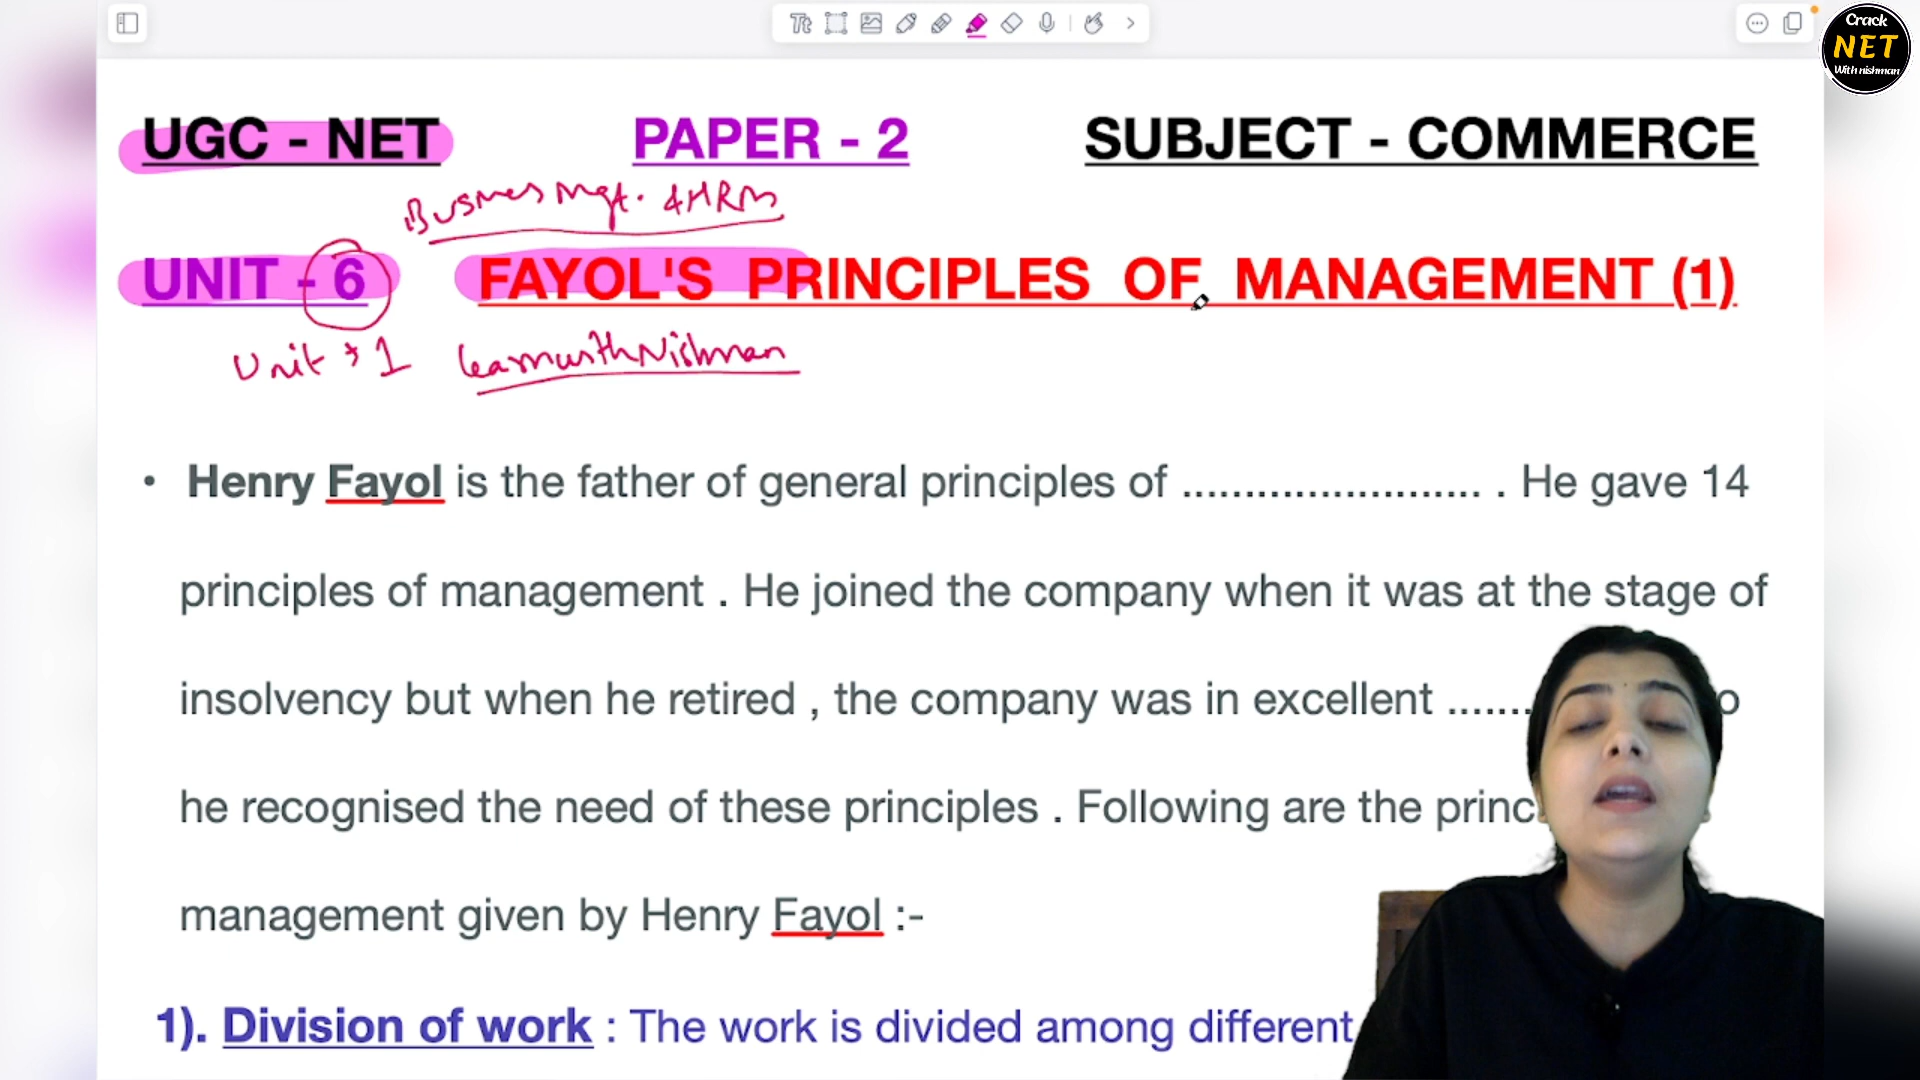 Crack
NET
With nishman
UGC - NET PAPER - 2 SUBJECT - COMMERCE
Busines Mgt. & HRM
UNIT - 6 FAYOL'S PRINCIPLES OF MANAGEMENT (1)
Unit → 1 learnwithNishman
• Henry Fayol is the father of general principles of ........................ . He gave 14
principles of management . He joined the company when it was at the stage of
insolvency but when he retired , the company was in excellent .......
he recognised the need of these principles . Following are the princ
management given by Henry Fayol :-
1). Division of work : The work is divided among different